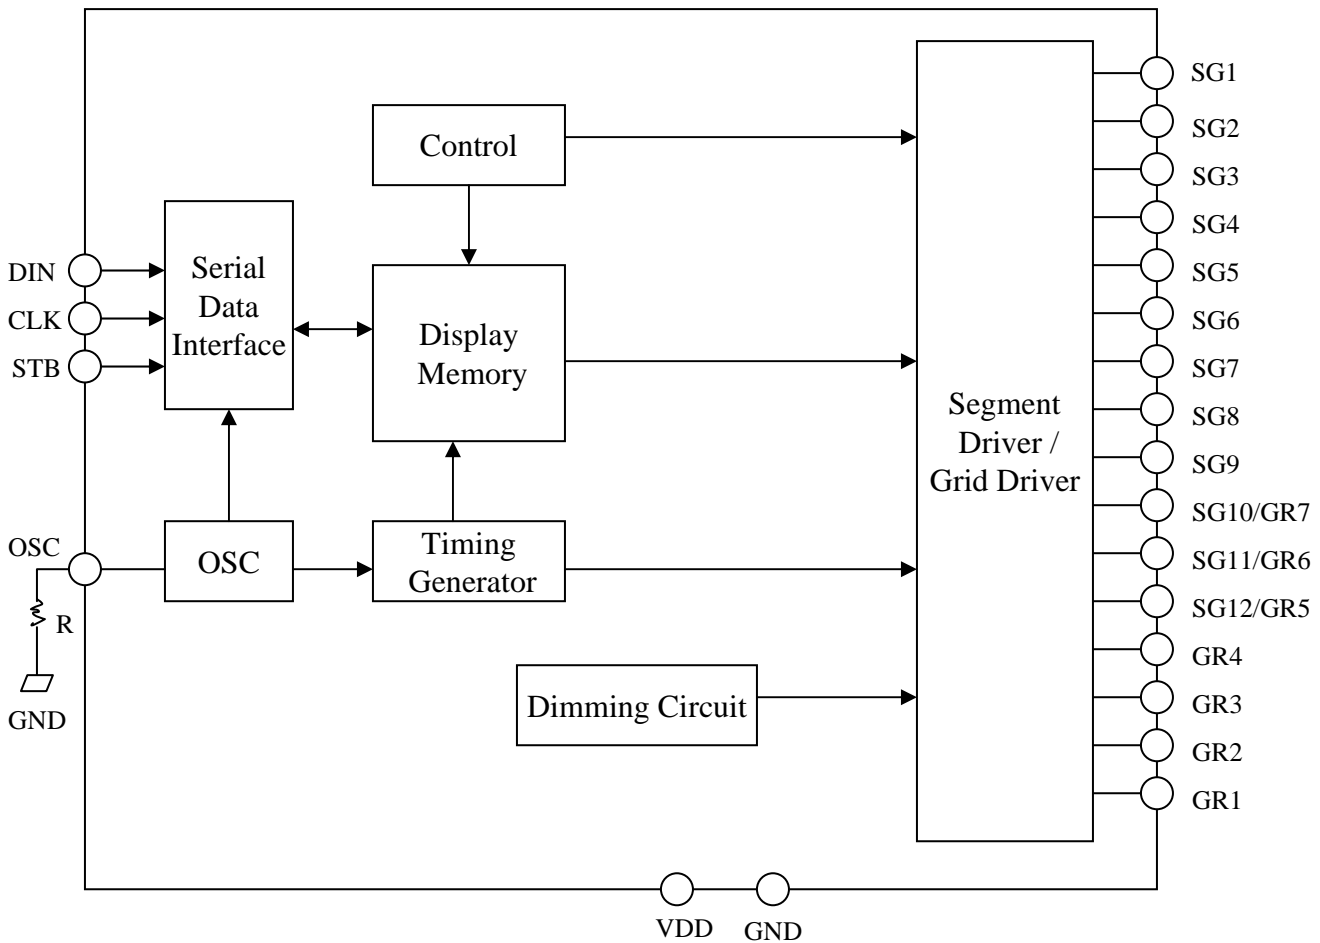 Control
Serial
Data
Interface
Display
Memory
DIN
CLK
STB
OSC
OSC
Timing
Generator
R
GND
Dimming Circuit
Segment
Driver /
Grid Driver
SG1
SG2
SG3
SG4
SG5
SG6
SG7
SG8
SG9
SG10/GR7
SG11/GR6
SG12/GR5
GR4
GR3
GR2
GR1
VDD
GND